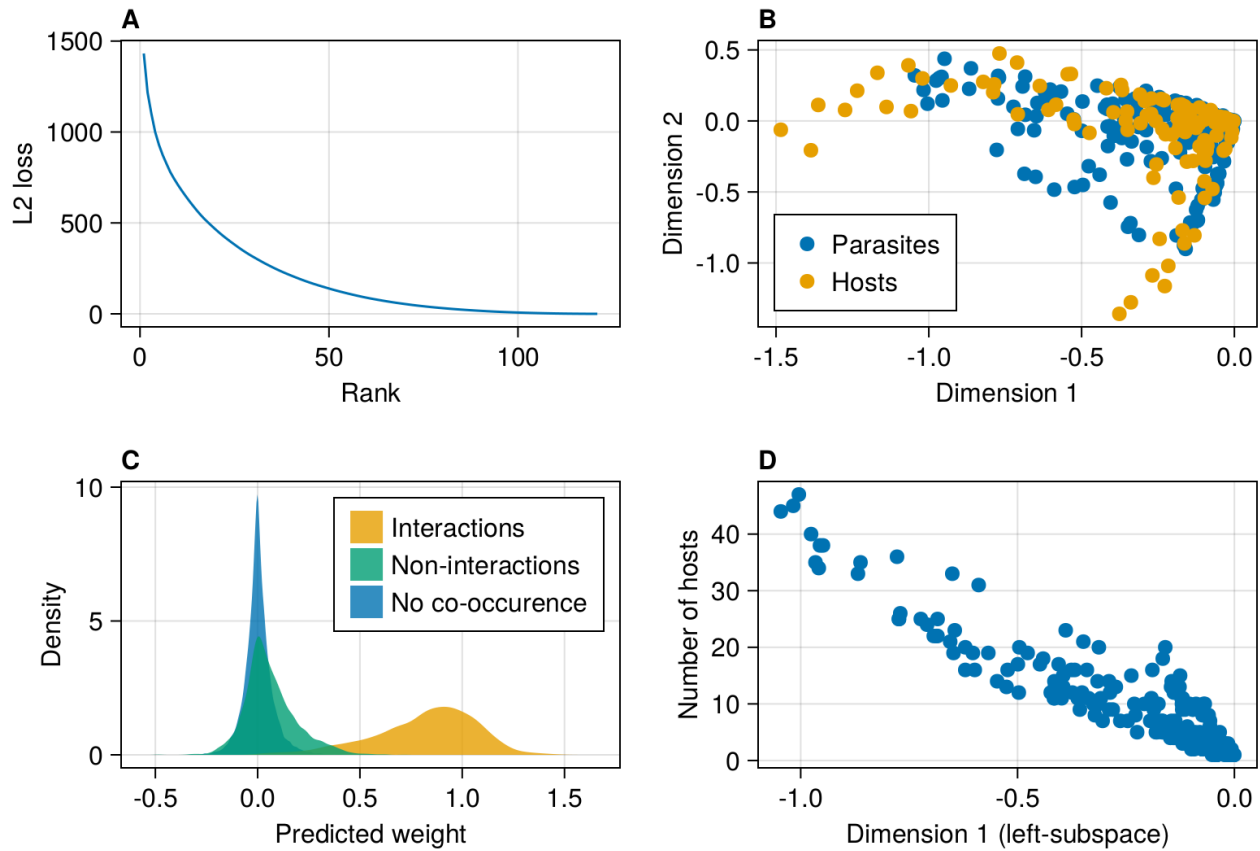 A
1500
1000
500
0
L2 loss
0
50
100
Rank
B
0.5
0.0
-0.5
-1.0
Dimension 2
Parasites
Hosts
-1.5
-1.0
-0.5
0.0
Dimension 1
C
10
5
0
Density
Interactions
Non-interactions
No co-occurence
-0.5
0.0
0.5
1.0
1.5
Predicted weight
D
40
30
20
10
0
Number of hosts
-1.0
-0.5
0.0
Dimension 1 (left-subspace)